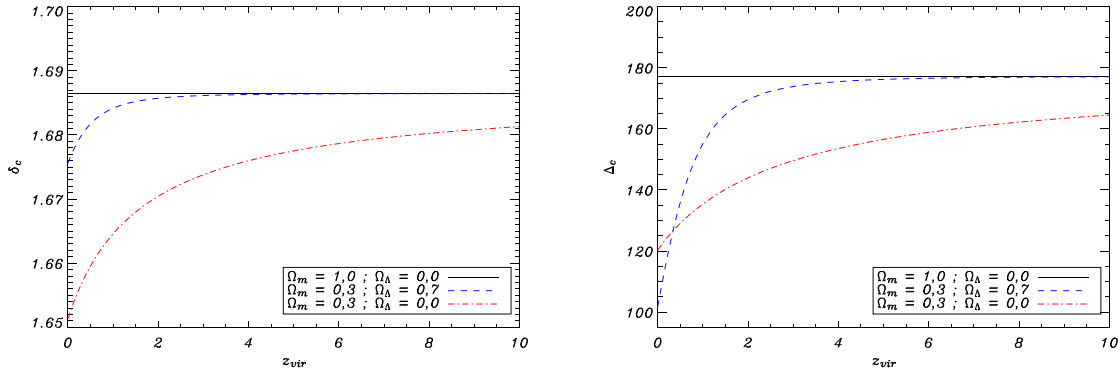 1.70
1.69
1.68
1.67
1.66
1.65
δc
0 2 4 6 8 10
zvir
Ωm = 1,0 ; ΩΛ = 0,0
Ωm = 0,3 ; ΩΛ = 0,7
Ωm = 0,3 ; ΩΛ = 0,0
200
180
160
140
120
100
Δc
0 2 4 6 8 10
zvir
Ωm = 1,0 ; ΩΛ = 0,0
Ωm = 0,3 ; ΩΛ = 0,7
Ωm = 0,3 ; ΩΛ = 0,0